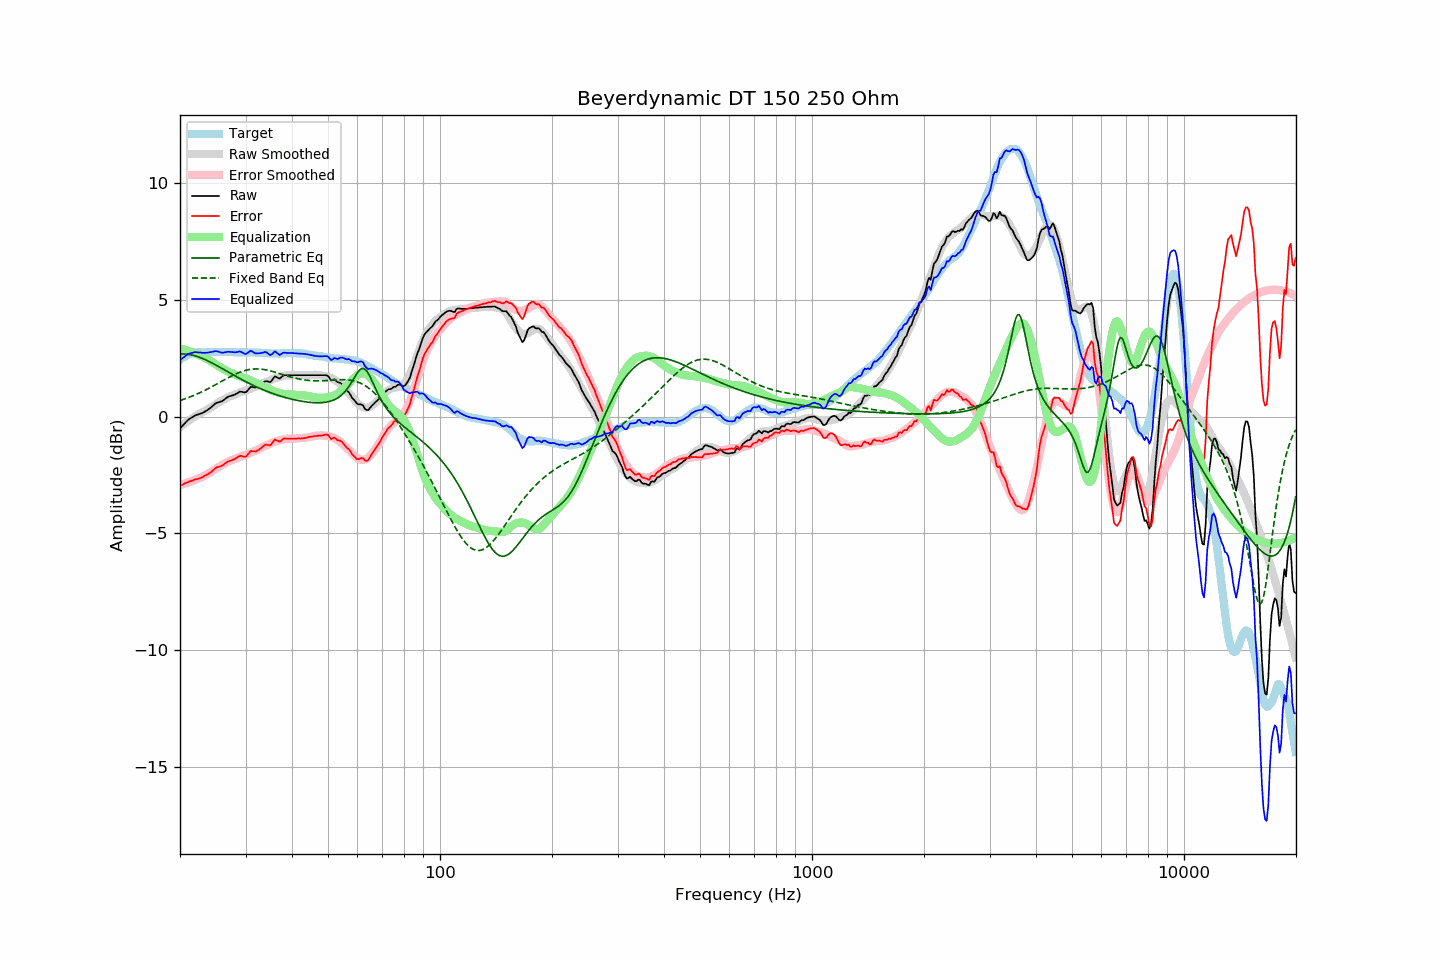 Beyerdynamic DT 150 250 Ohm
Target
Raw Smoothed
Error Smoothed
Raw
Error
Equalization
Parametric Eq
Fixed Band Eq
Equalized
Amplitude (dBr)
10
5
0
−5
−10
−15
100
1000
10000
Frequency (Hz)